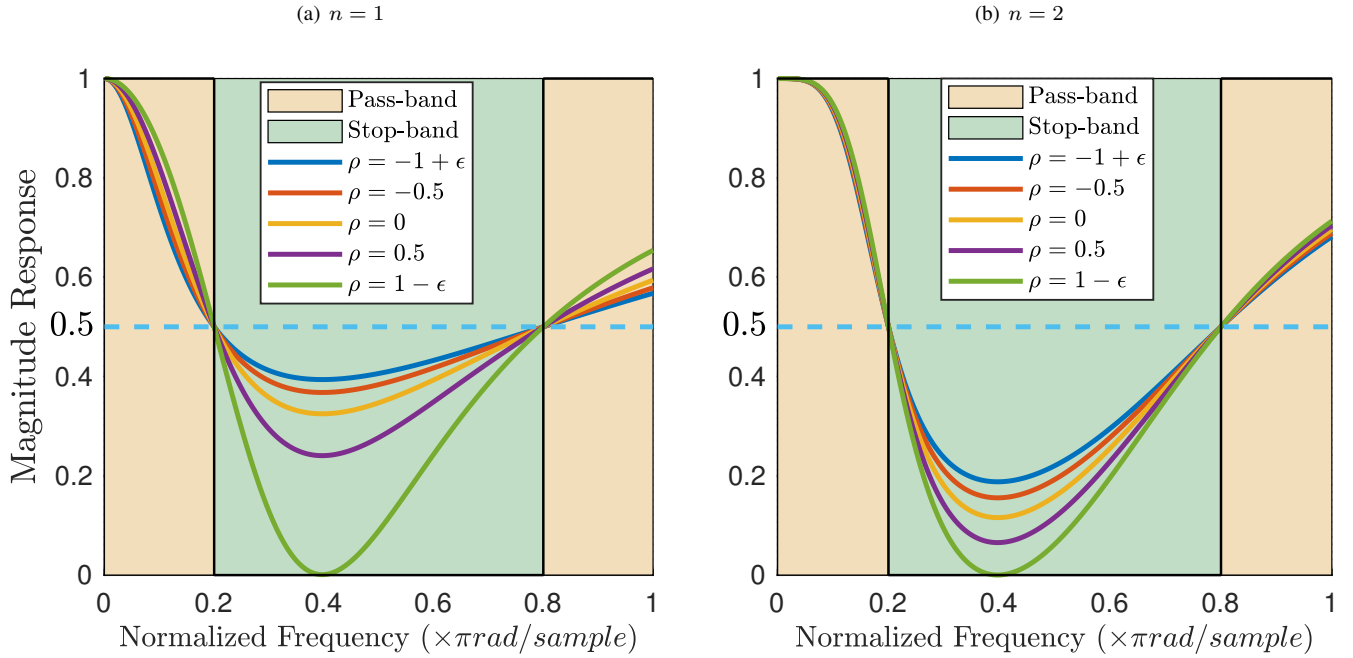 (a) n = 1
1
0.8
0.6
0.5
0.4
0.2
0
0
0.2
0.4
0.6
0.8
1
Magnitude Response
Normalized Frequency (×πrad/sample)
Pass-band
Stop-band
ρ = −1 + ϵ
ρ = −0.5
ρ = 0
ρ = 0.5
ρ = 1 − ϵ
(b) n = 2
1
0.8
0.6
0.5
0.4
0.2
0
0
0.2
0.4
0.6
0.8
1
Normalized Frequency (×πrad/sample)
Pass-band
Stop-band
ρ = −1 + ϵ
ρ = −0.5
ρ = 0
ρ = 0.5
ρ = 1 − ϵ